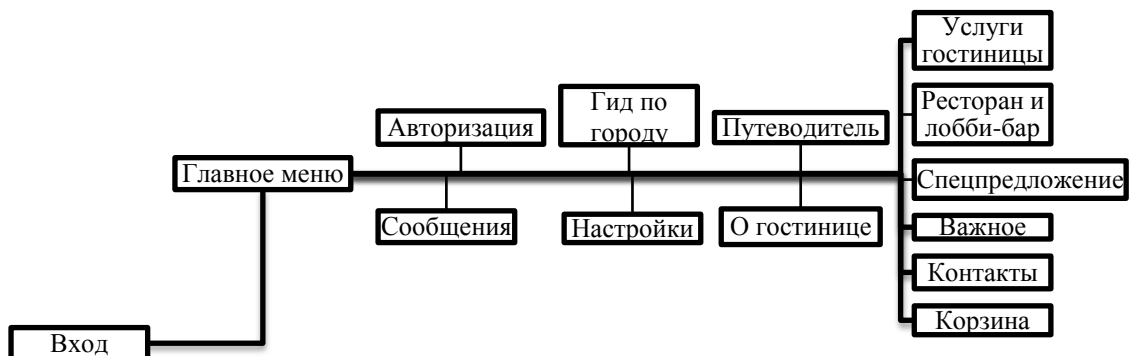 Услуги
гостиницы
Гид по
городу
Ресторан и
лобби-бар
Авторизация
Путеводитель
Главное меню
Спецпредложение
Сообщения
Настройки
О гостинице
Важное
Контакты
Корзина
Вход